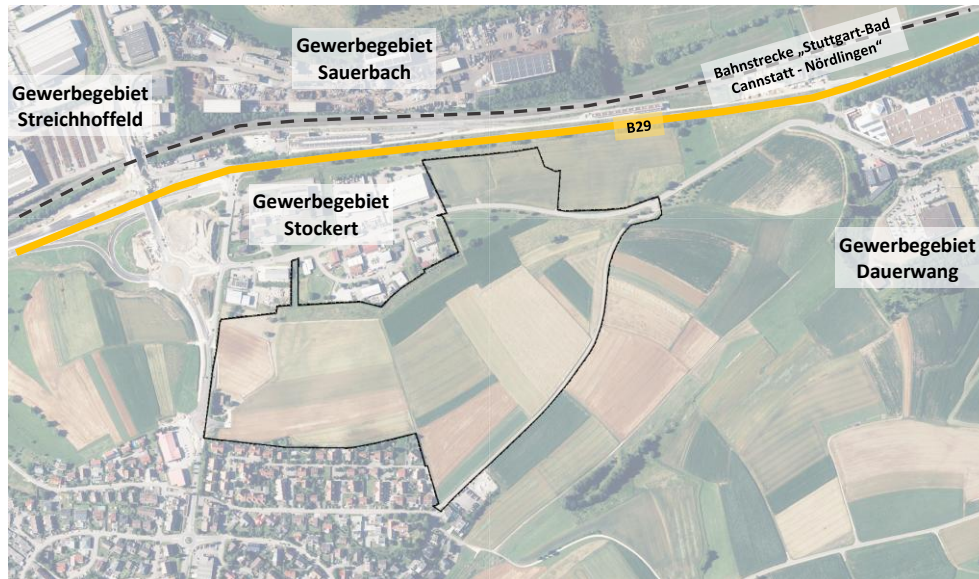 Gewerbegebiet
Sauerbach
Bahnstrecke „Stuttgart-Bad
Cannstatt - Nördlingen“
Gewerbegebiet
Streichhoffeld
B29
Gewerbegebiet
Stockert
Gewerbegebiet
Dauerwang